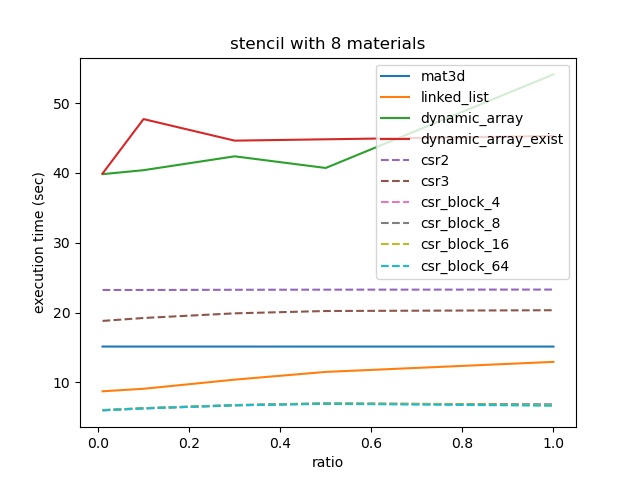 stencil with 8 materials
mat3d
linked_list
dynamic_array
dynamic_array_exist
csr2
csr3
csr_block_4
csr_block_8
csr_block_16
csr_block_64
execution time (sec)
50
40
30
20
10
0.0 0.2 0.4 0.6 0.8 1.0
ratio